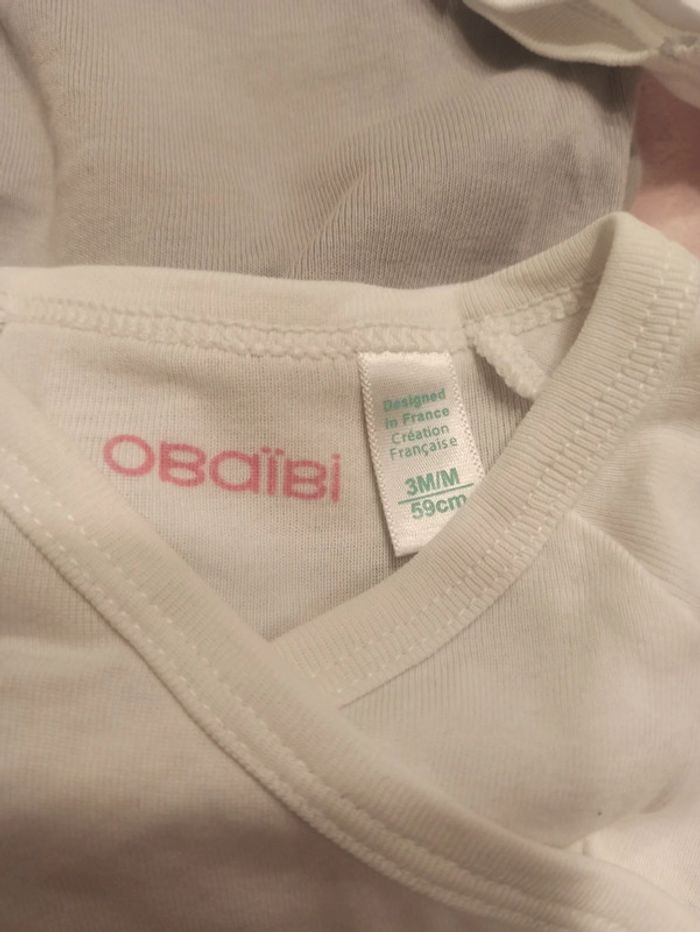 OBaïBi
Designed
in France
Création
Française
3M/M
59cm